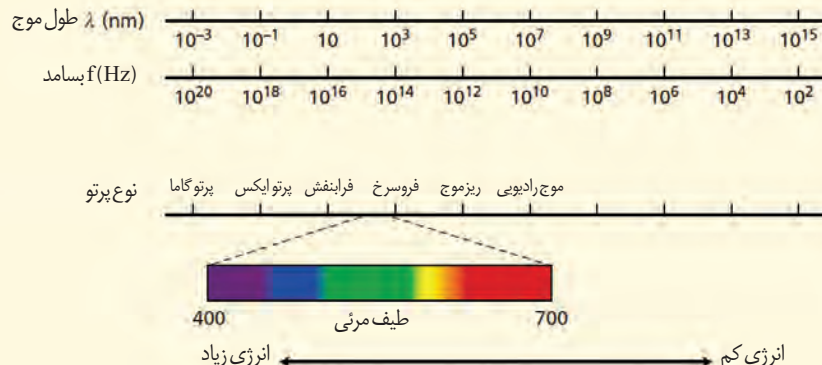 طول موج λ (nm)
10⁻³ 10⁻¹ 10 10³ 10⁵ 10⁷ 10⁹ 10¹¹ 10¹³ 10¹⁵
بسامد f(Hz)
10²⁰ 10¹⁸ 10¹⁶ 10¹⁴ 10¹² 10¹⁰ 10⁸ 10⁶ 10⁴ 10²
نوع پرتو
پرتو گاما پرتو ایکس فرابنفش فروسرخ ریزموج موج رادیویی
400 طیف مرئی 700
انرژی زیاد انرژی کم